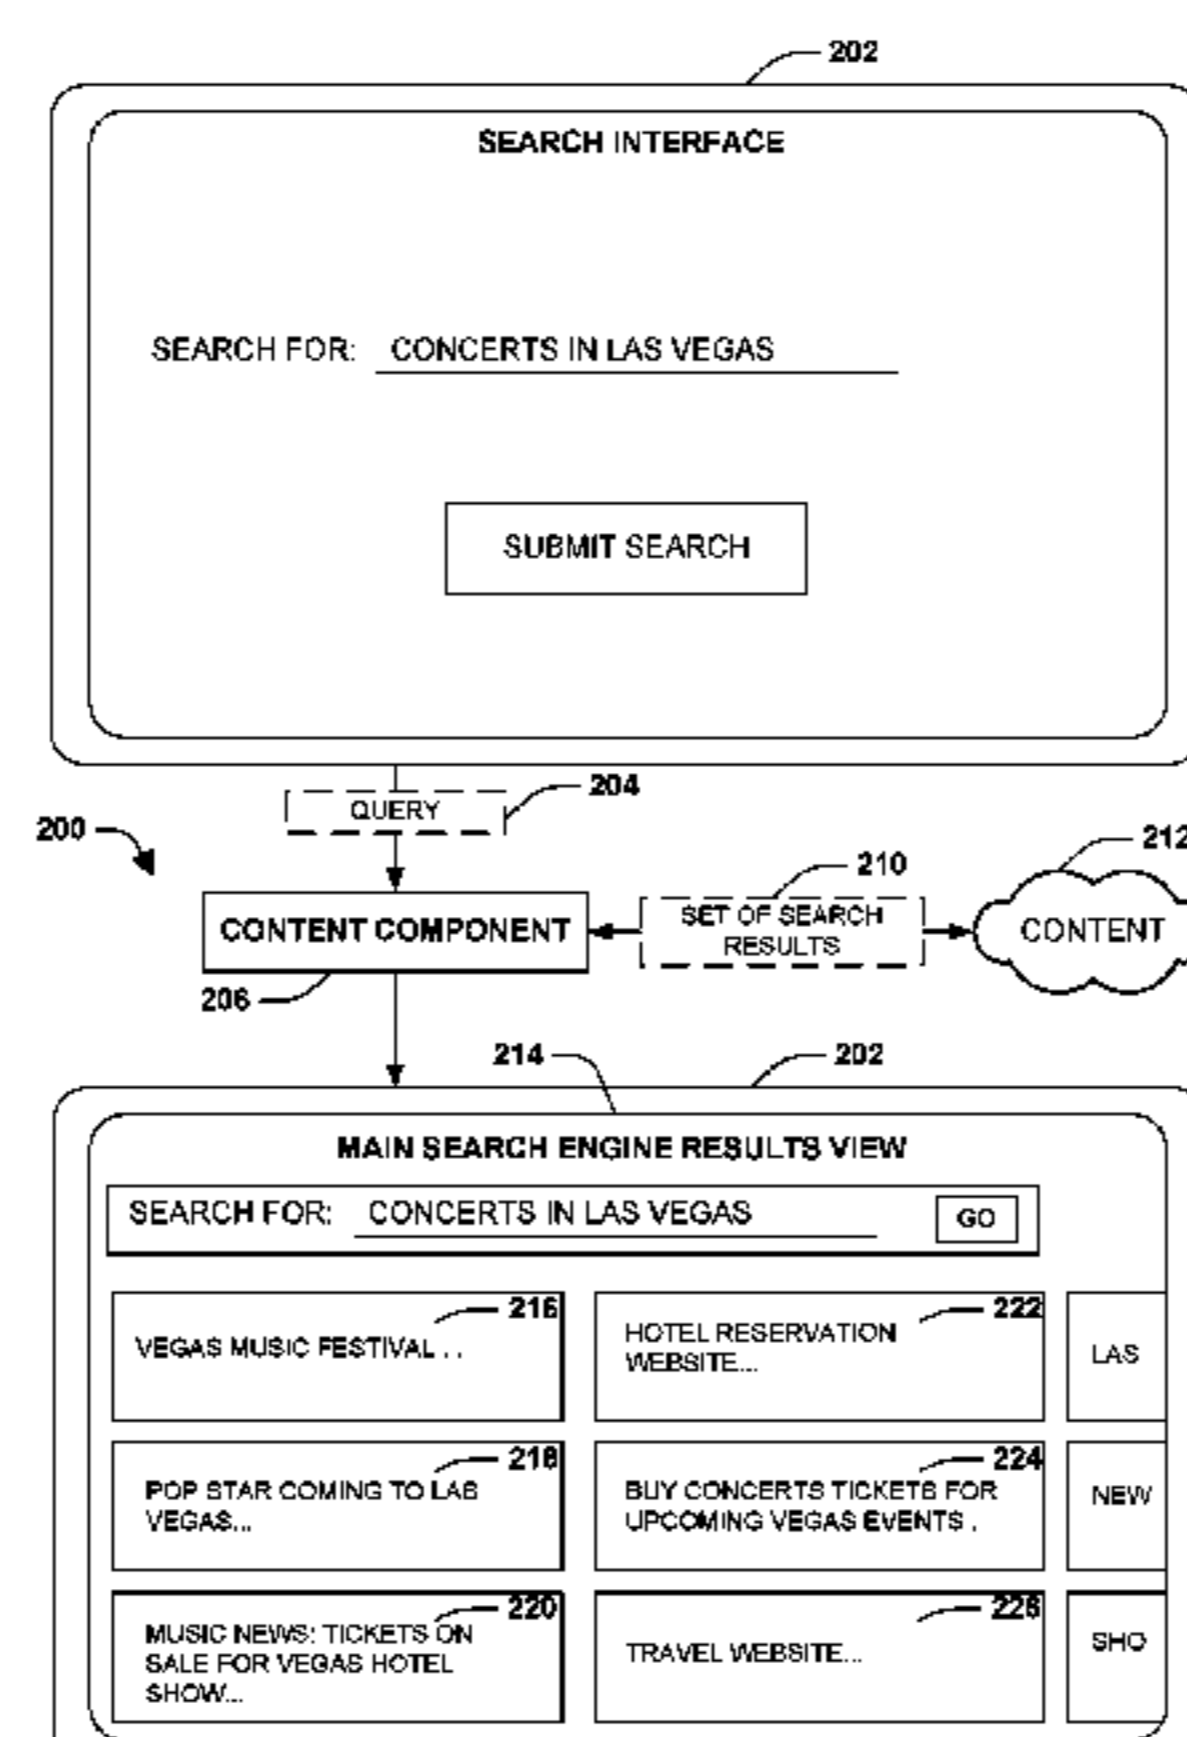 202
SEARCH INTERFACE
SEARCH FOR: CONCERTS IN LAS VEGAS
SUBMIT SEARCH
QUERY
204
200
210
212
CONTENT COMPONENT
SET OF SEARCH
RESULTS
CONTENT
206
214
202
MAIN SEARCH ENGINE RESULTS VIEW
SEARCH FOR: CONCERTS IN LAS VEGAS GO
216
VEGAS MUSIC FESTIVAL . .
222
HOTEL RESERVATION
WEBSITE...
LAS
218
POP STAR COMING TO LAS
VEGAS...
224
BUY CONCERTS TICKETS FOR
UPCOMING VEGAS EVENTS .
NEW
220
MUSIC NEWS: TICKETS ON
SALE FOR VEGAS HOTEL
SHOW...
226
TRAVEL WEBSITE...
SHO